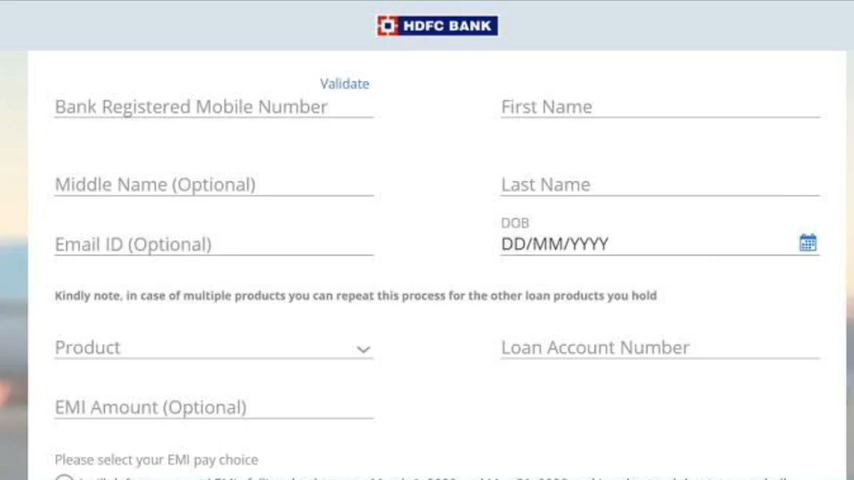 HDFC BANK
Validate
Bank Registered Mobile Number
First Name
Middle Name (Optional)
Last Name
DOB
Email ID (Optional)
DD/MM/YYYY
Kindly note, in case of multiple products you can repeat this process for the other loan products you hold
Product
Loan Account Number
EMI Amount (Optional)
Please select your EMI pay choice